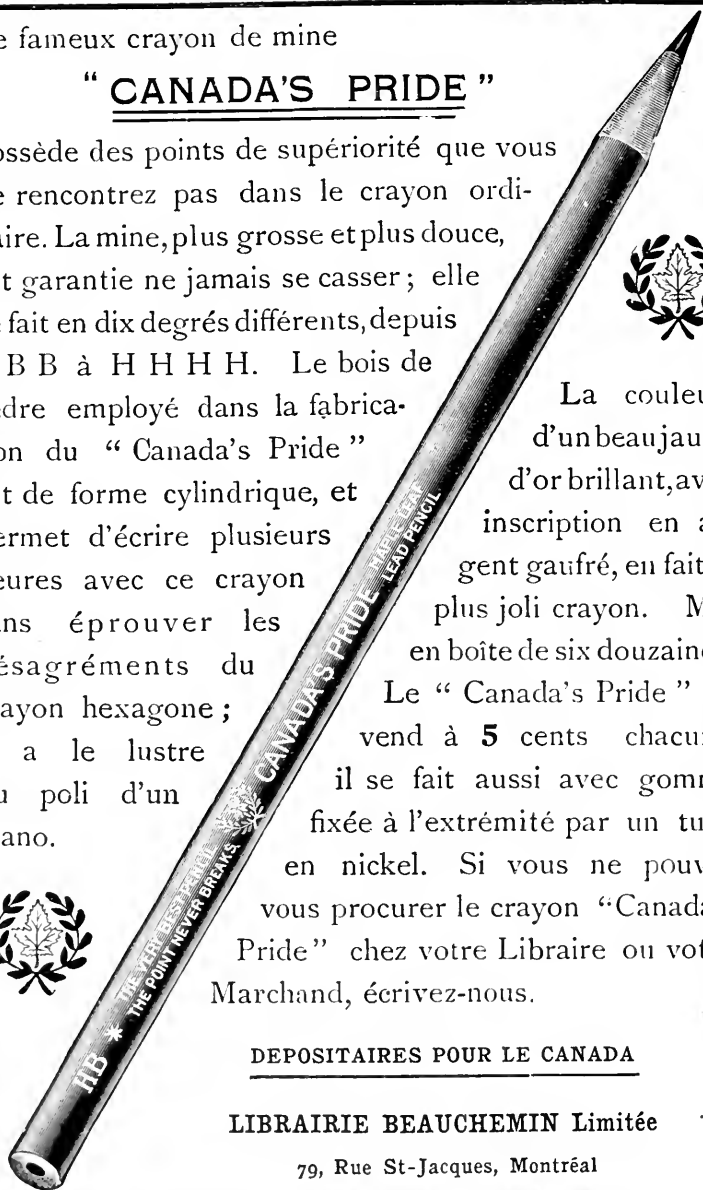 e fameux crayon de mine
" CANADA'S PRIDE "
ossède des points de supériorité que vous
e rencontrez pas dans le crayon ordi-
aire. La mine, plus grosse et plus douce,
t garantie ne jamais se casser ; elle
e fait en dix degrés différents, depuis
B B à H H H H. Le bois de
èdre employé dans la fabrica-
on du " Canada's Pride "
t de forme cylindrique, et
ermet d'écrire plusieurs
eures avec ce crayon
ans éprouver les
ésagréments du
ayon hexagone ;
a le lustre
u poli d'un
ano.
La couleu
d'un beau jau
d'or brillant, av
inscription en a
gent gaufré, en fait
plus joli crayon. M
en boîte de six douzain
Le " Canada's Pride "
vend à 5 cents chacu
il se fait aussi avec gomm
fixée à l'extrémité par un tu
en nickel. Si vous ne pouv
vous procurer le crayon "Canada
Pride" chez votre Libraire ou vot
Marchand, écrivez-nous.
HB * THE VERY BEST PENCIL
THE POINT NEVER BREAKS
CANADA'S PRIDE
MAPLE LEAF
LEAD PENCIL
DEPOSITAIRES POUR LE CANADA
LIBRAIRIE BEAUCHEMIN Limitée
79, Rue St-Jacques, Montréal